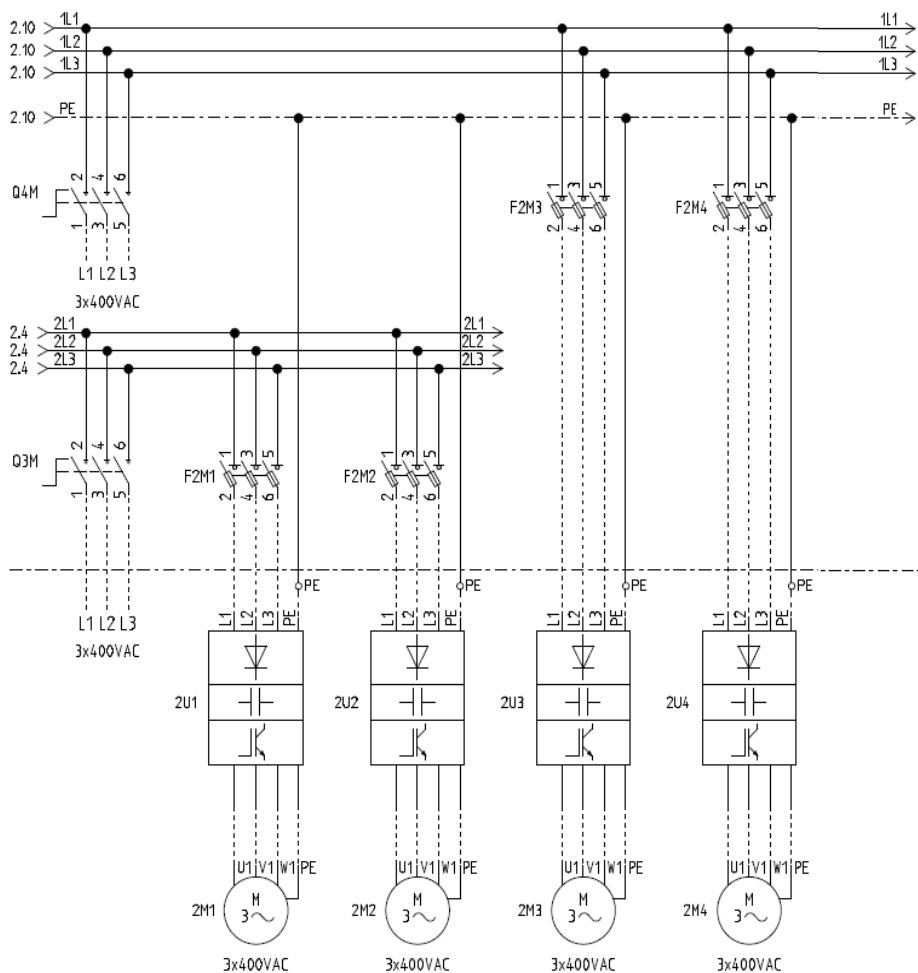 2.10 1L1 1L1
2.10 1L2 1L2
2.10 1L3 1L3
2.10 PE PE
Q4M 2 4 6
1 3 5
F2M3 1 3 5
2 4 6
F2M4 1 3 5
2 4 6
L1 L2 L3
3x400VAC
2.4 2L1 2L1
2.4 2L2 2L2
2.4 2L3 2L3
Q3M 2 4 6
1 3 5
F2M1 1 3 5
2 4 6
F2M2 1 3 5
2 4 6
PE PE PE PE
L1 L2 L3
3x400VAC
L1 L2 L3 PE
L1 L2 L3 PE
L1 L2 L3 PE
L1 L2 L3 PE
2U1 2U2 2U3 2U4
U1 V1 W1 PE
U1 V1 W1 PE
U1 V1 W1 PE
U1 V1 W1 PE
2M1 M 2M2 M 2M3 M 2M4 M
3 3 3 3
3x400VAC 3x400VAC 3x400VAC 3x400VAC